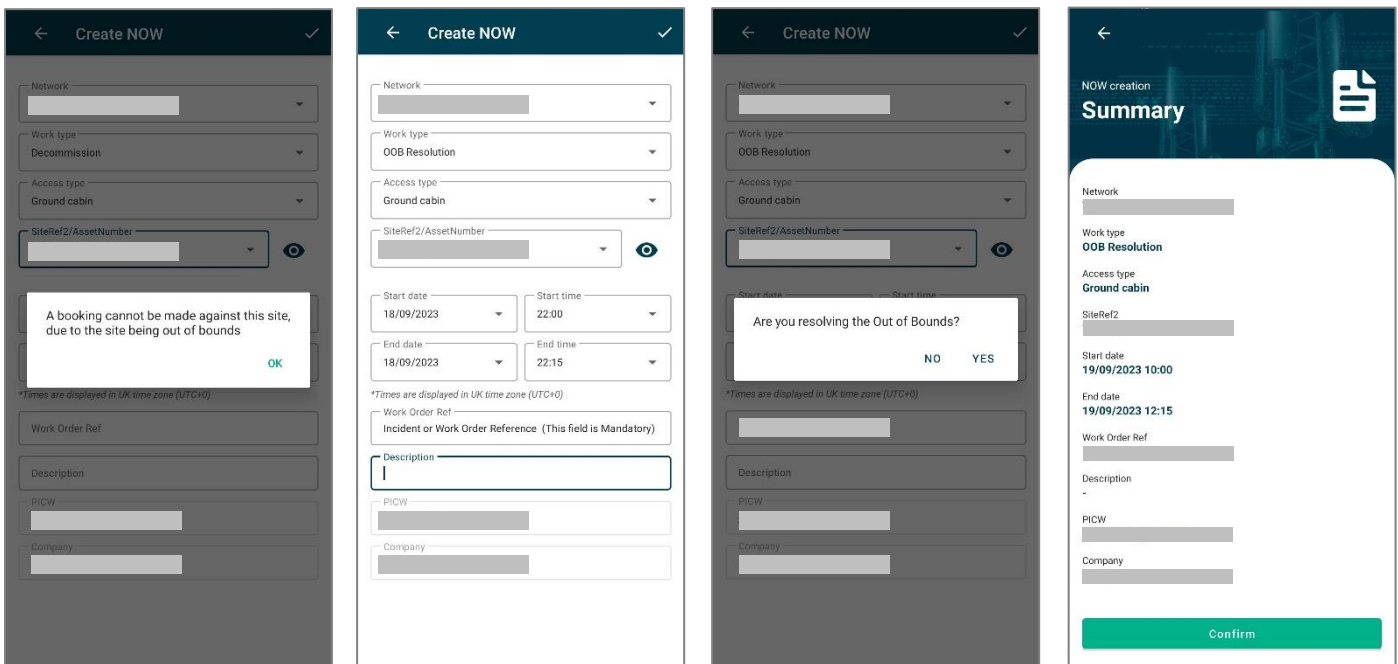 Create NOW
Network
Work type
Decommission
Access type
Ground cabin
SiteRef2/AssetNumber
A booking cannot be made against this site,
due to the site being out of bounds
OK
*Times are displayed in UK time zone (UTC+0)
Work Order Ref
Description
PICW
Company
Create NOW
Network
Work type
OOB Resolution
Access type
Ground cabin
SiteRef2/AssetNumber
Start date
18/09/2023
Start time
22:00
End date
18/09/2023
End time
22:15
*Times are displayed in UK time zone (UTC+0)
Work Order Ref
Incident or Work Order Reference (This field is Mandatory)
Description
PICW
Company
Create NOW
Network
Work type
OOB Resolution
Access type
Ground cabin
SiteRef2/AssetNumber
Start date
Start time
Are you resolving the Out of Bounds?
NO YES
*Times are displayed in UK time zone (UTC+0)
Description
PICW
Company
NOW creation
Summary
Network
Work type
OOB Resolution
Access type
Ground cabin
SiteRef2
Start date
19/09/2023 10:00
End date
19/09/2023 12:15
Work Order Ref
Description
-
PICW
Company
Confirm